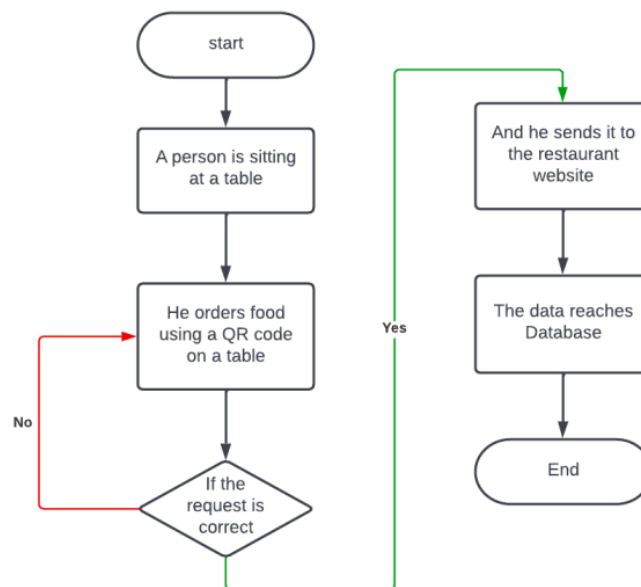 start
A person is sitting
at a table
He orders food
using a QR code
on a table
No
If the
request is
correct
Yes
And he sends it to
the restaurant
website
The data reaches
Database
End